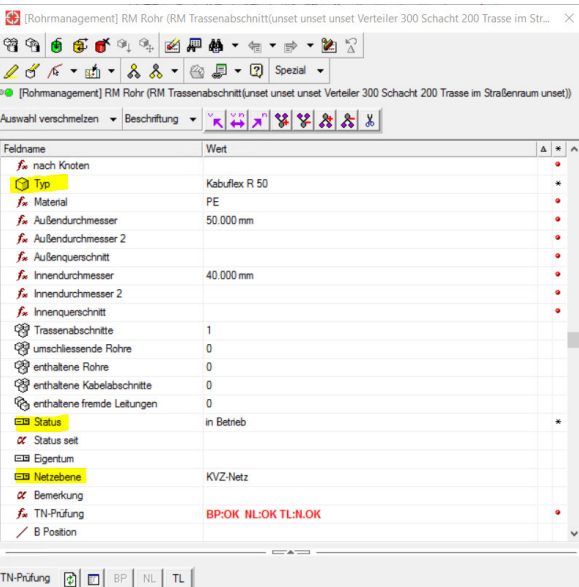 [Rohrmanagement] RM Rohr (RM Trassenabschnitt(unset unset unset Verteiler 300 Schacht 200 Trasse im Str...
Spezial
[Rohrmanagement] RM Rohr (RM Trassenabschnitt(unset unset unset Verteiler 300 Schacht 200 Trasse im Straßenraum unset))
Auswahl verschmelzen Beschriftung
Feldname Wert Δ *
nach Knoten
Typ Kabuflex R 50 *
Material PE
Außendurchmesser 50.000 mm
Außendurchmesser 2
Außenquerschnitt
Innendurchmesser 40.000 mm
Innendurchmesser 2
Innenquerschnitt
Trassenabschnitte 1
umschliessende Rohre 0
enthaltene Rohre 0
enthaltene Kabelabschnitte 0
enthaltene fremde Leitungen 0
Status in Betrieb *
Status seit
Eigentum
Netzebene KVZ-Netz
Bemerkung
TN-Prüfung BP:OK NL:OK TL:N.OK
B Position
TN-Prüfung BP NL TL